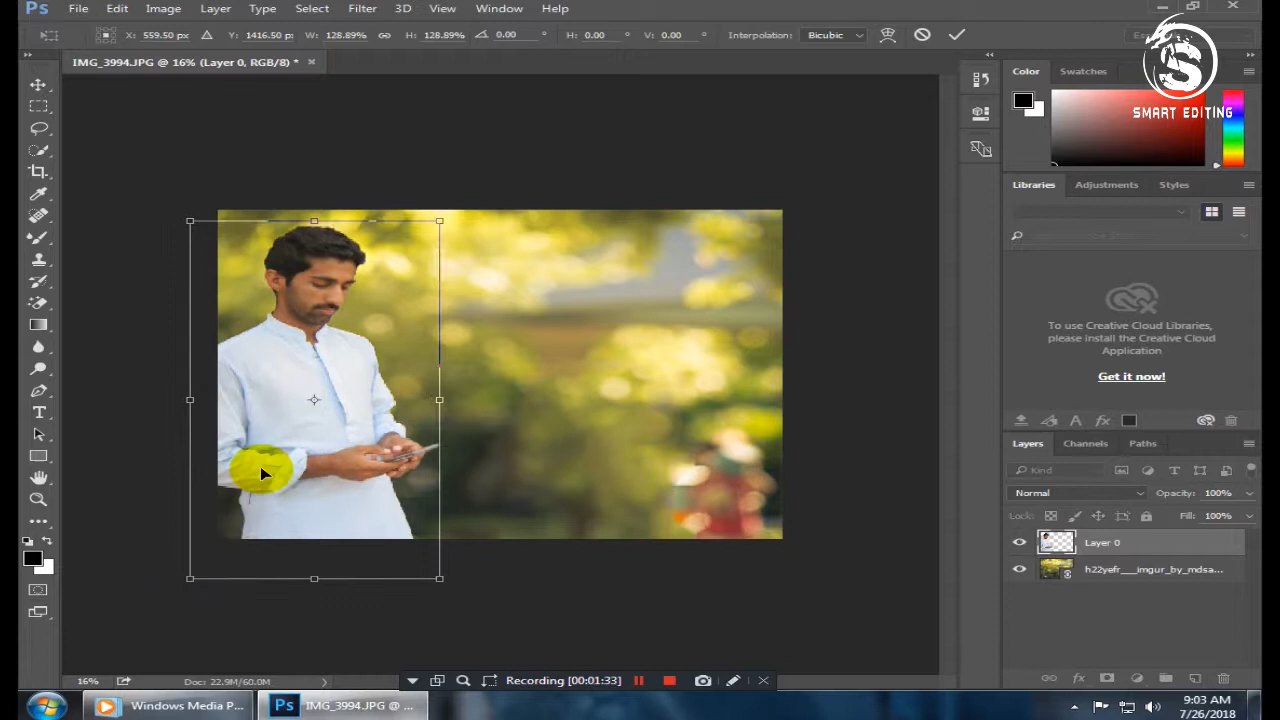 Ps File Edit Image Layer Type Select Filter 3D View Window Help
X: 559.50 px Y: 1416.50 px W: 128.89% H: 128.89% 0.00 ° H: 0.00 ° V: 0.00 ° Interpolation: Bicubic
IMG_3994.JPG @ 16% (Layer 0, RGB/8) *
S
SMART EDITING
Color Swatches
Libraries Adjustments Styles
To use Creative Cloud Libraries,
please install the Creative Cloud
Application
Get it now!
Layers Channels Paths
Kind
Normal Opacity: 100%
Lock: Fill: 100%
Layer 0
h22yefr___imgur_by_mdsa...
16% Doc: 22.9M/60.0M
Recording [00:01:33]
Windows Media P...
Ps IMG_3994.JPG @ ...
9:03 AM
7/26/2018